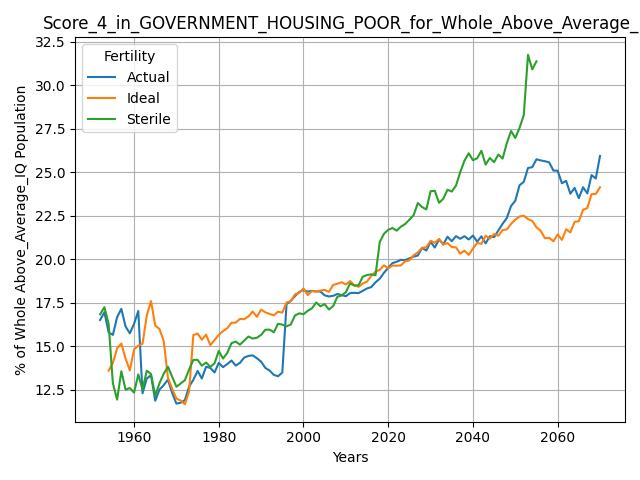 Score_4_in_GOVERNMENT_HOUSING_POOR_for_Whole_Above_Average_
Fertility
Actual
Ideal
Sterile
% of Whole Above_Average_IQ Population
32.5
30.0
27.5
25.0
22.5
20.0
17.5
15.0
12.5
1960
1980
2000
2020
2040
2060
Years